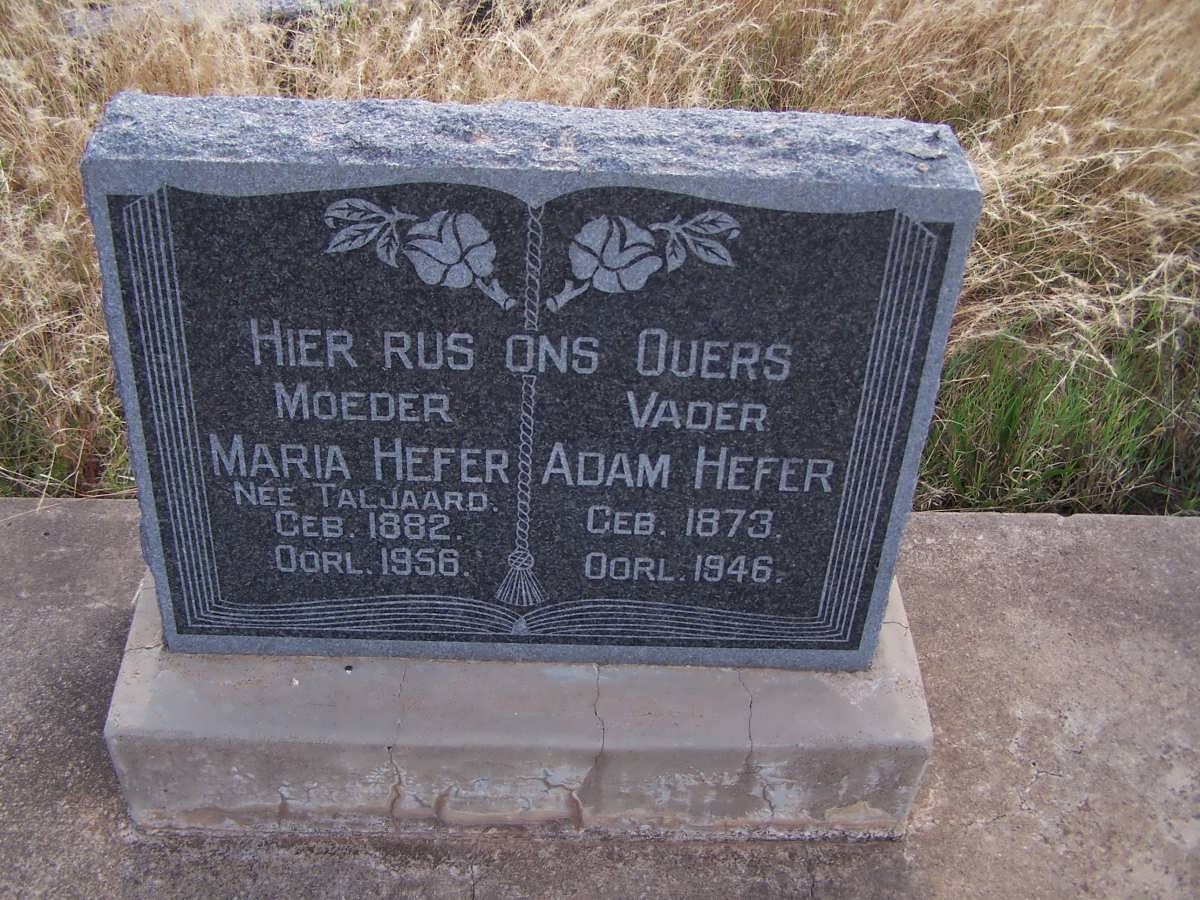 HIER RUS ONS OUERS
MOEDER
MARIA HEFER
NÉE TALJAARD.
GEB. 1882.
OORL. 1956.
VADER
ADAM HEFER
GEB. 1873.
OORL. 1946.